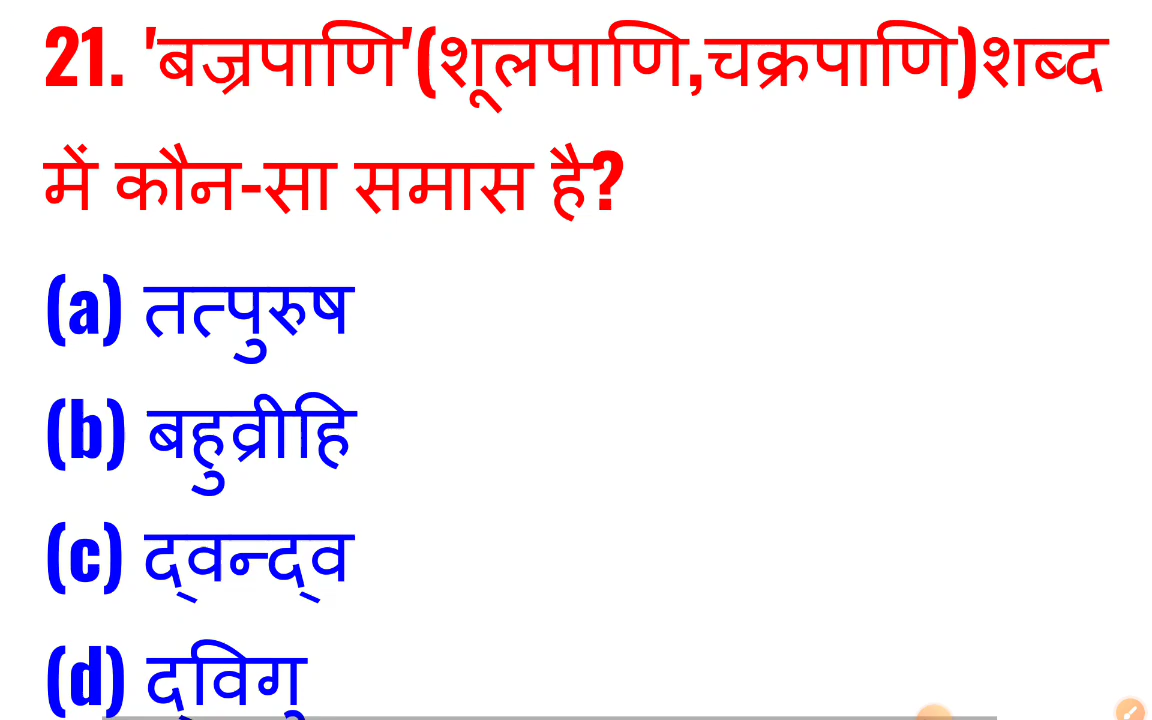 21. 'बज्रपाणि'(शूलपाणि,चक्रपाणि)शब्द
में कौन-सा समास है?
(a) तत्पुरुष
(b) बहुव्रीहि
(c) द्वन्द्व
(d) द्विगु